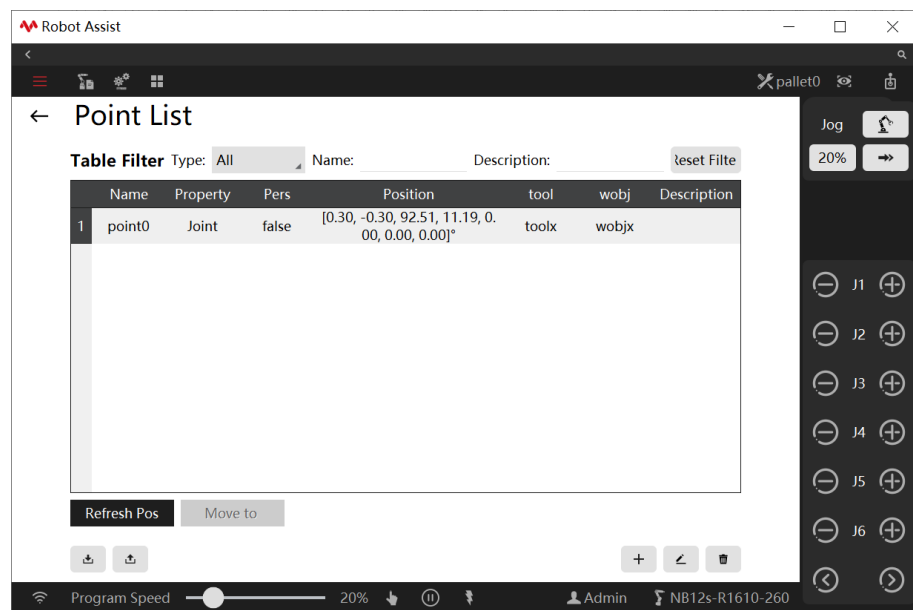 Robot Assist
pallet0
Point List
Jog
20%
Table Filter Type: All Name: Description: Reset Filte
Name Property Pers Position tool wobj Description
1 point0 Joint false [0.30, -0.30, 92.51, 11.19, 0.
00, 0.00, 0.00]° toolx wobjx
J1
J2
J3
J4
J5
J6
Refresh Pos Move to
Program Speed 20% Admin NB12s-R1610-260